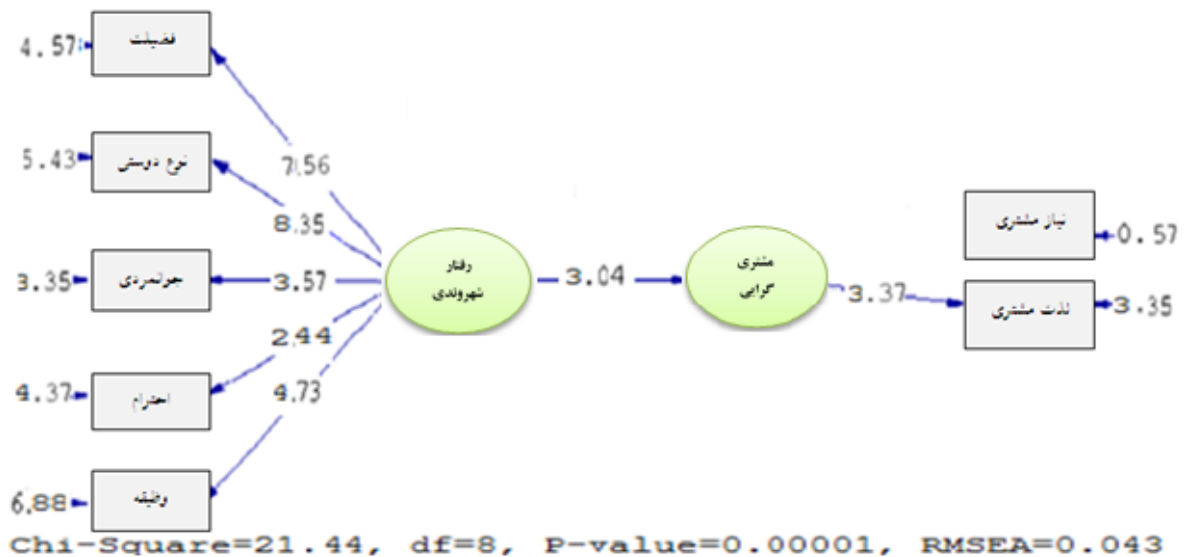 فضیلت
4.57
7.56
نوع دوستی
5.43
8.35
نیاز مشتری
0.57
رفتار
شهروندی
مشتری
گرایی
جوانمردی
3.35
3.57
3.04
3.37
لذت مشتری
3.35
2.44
احترام
4.37
4.73
وظیفه
6.88
Chi-Square=21.44, df=8, P-value=0.00001, RMSEA=0.043